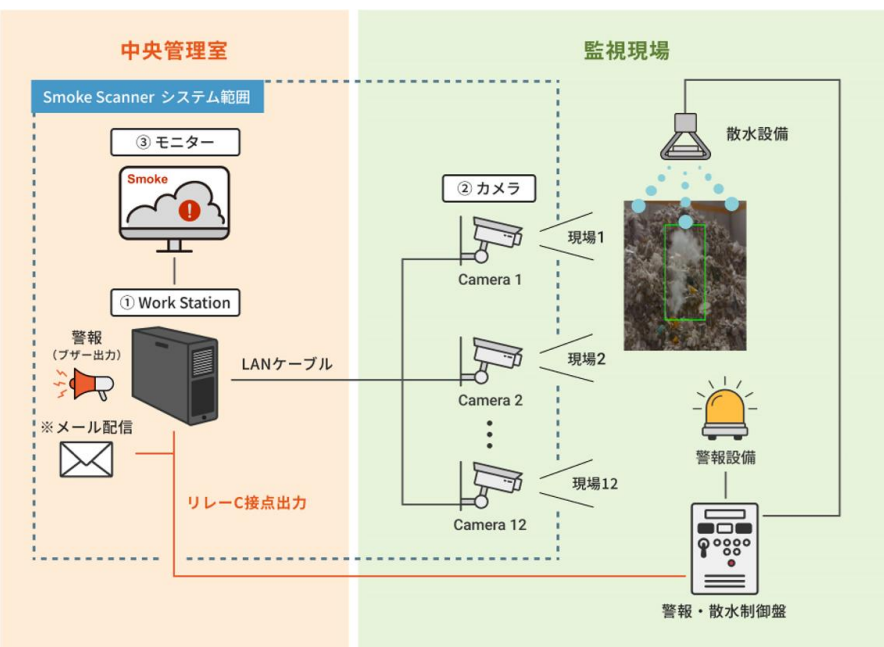 中央管理室
監視現場
Smoke Scanner システム範囲
③ モニター
Smoke
散水設備
② カメラ
現場1
Camera 1
① Work Station
警報
（ブザー出力）
LANケーブル
現場2
Camera 2
※メール配信
警報設備
リレーC接点出力
現場12
Camera 12
警報・散水制御盤